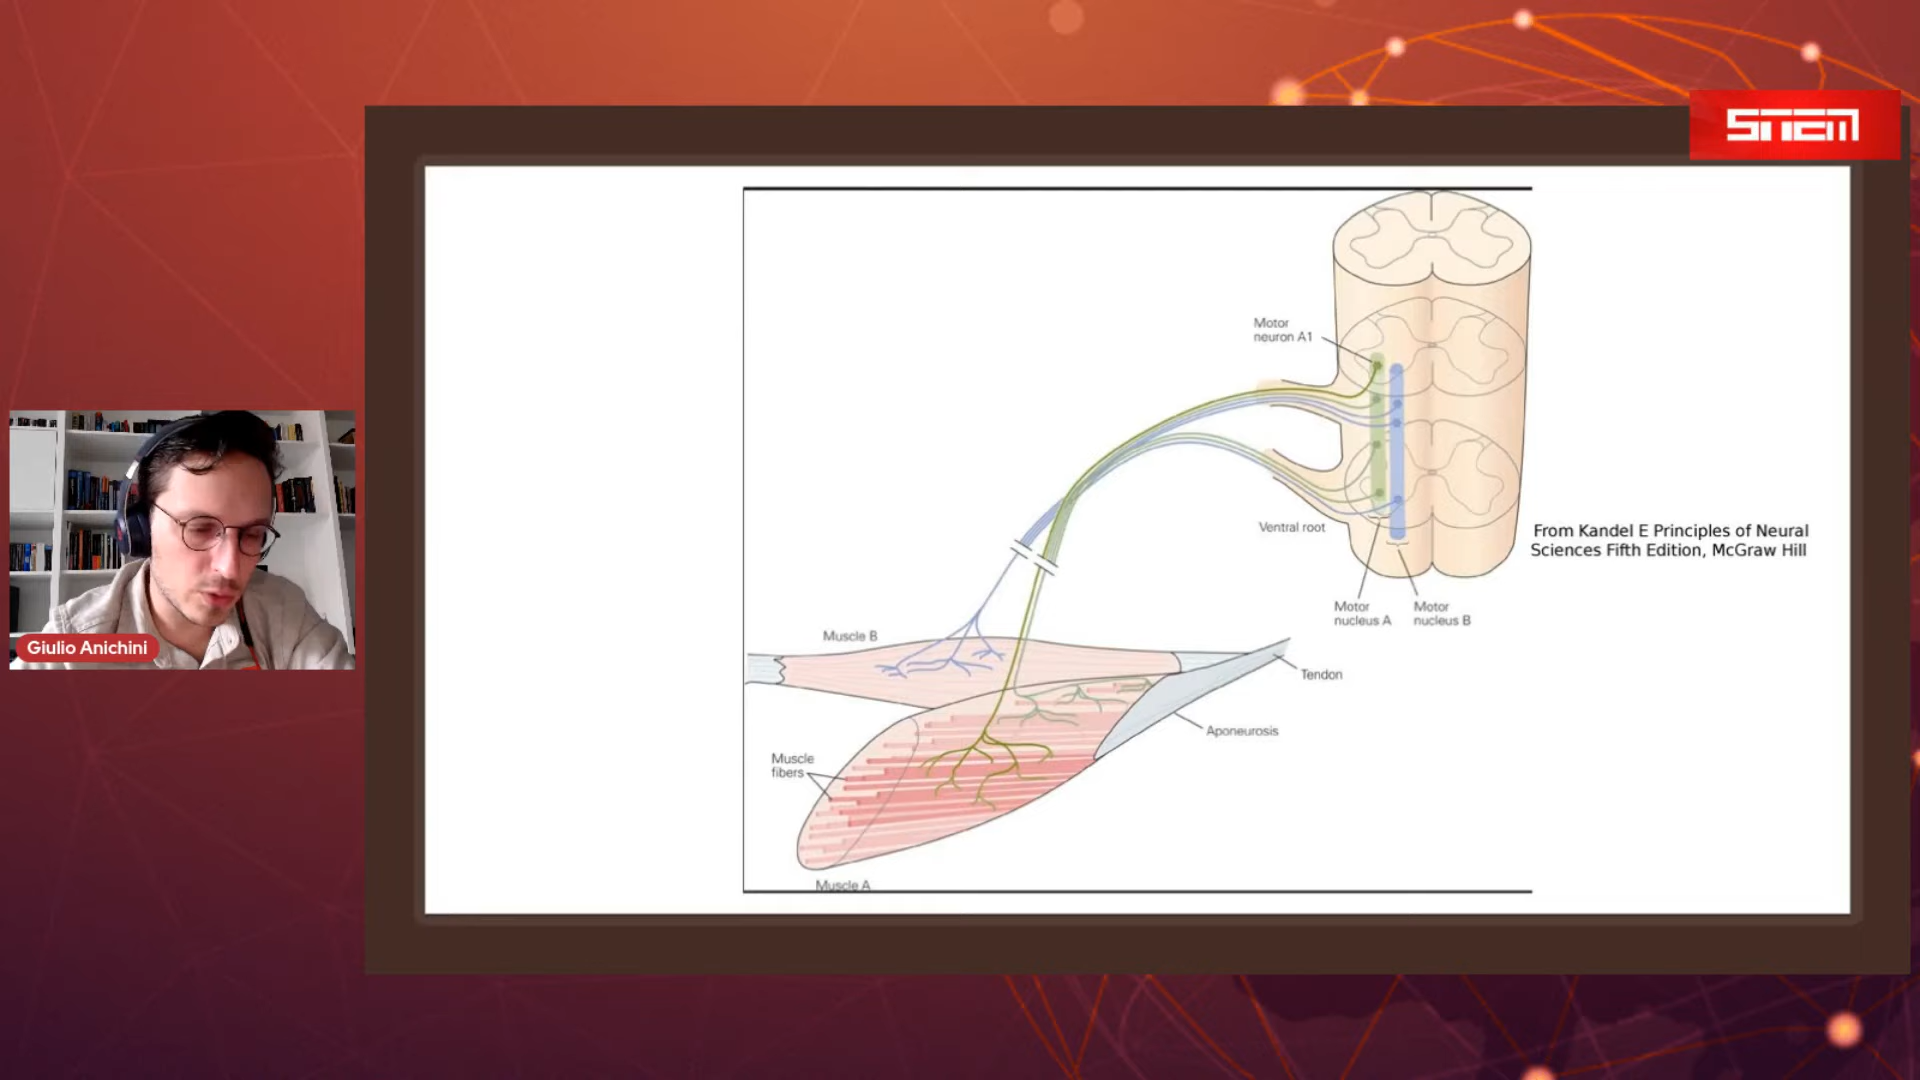 SNEM
Motor
neuron A1
Ventral root
From Kandel E Principles of Neural
Sciences Fifth Edition, McGraw Hill
Motor
nucleus A
Motor
nucleus B
Muscle B
Tendon
Aponeurosis
Muscle
fibers
Muscle A
Giulio Anichini